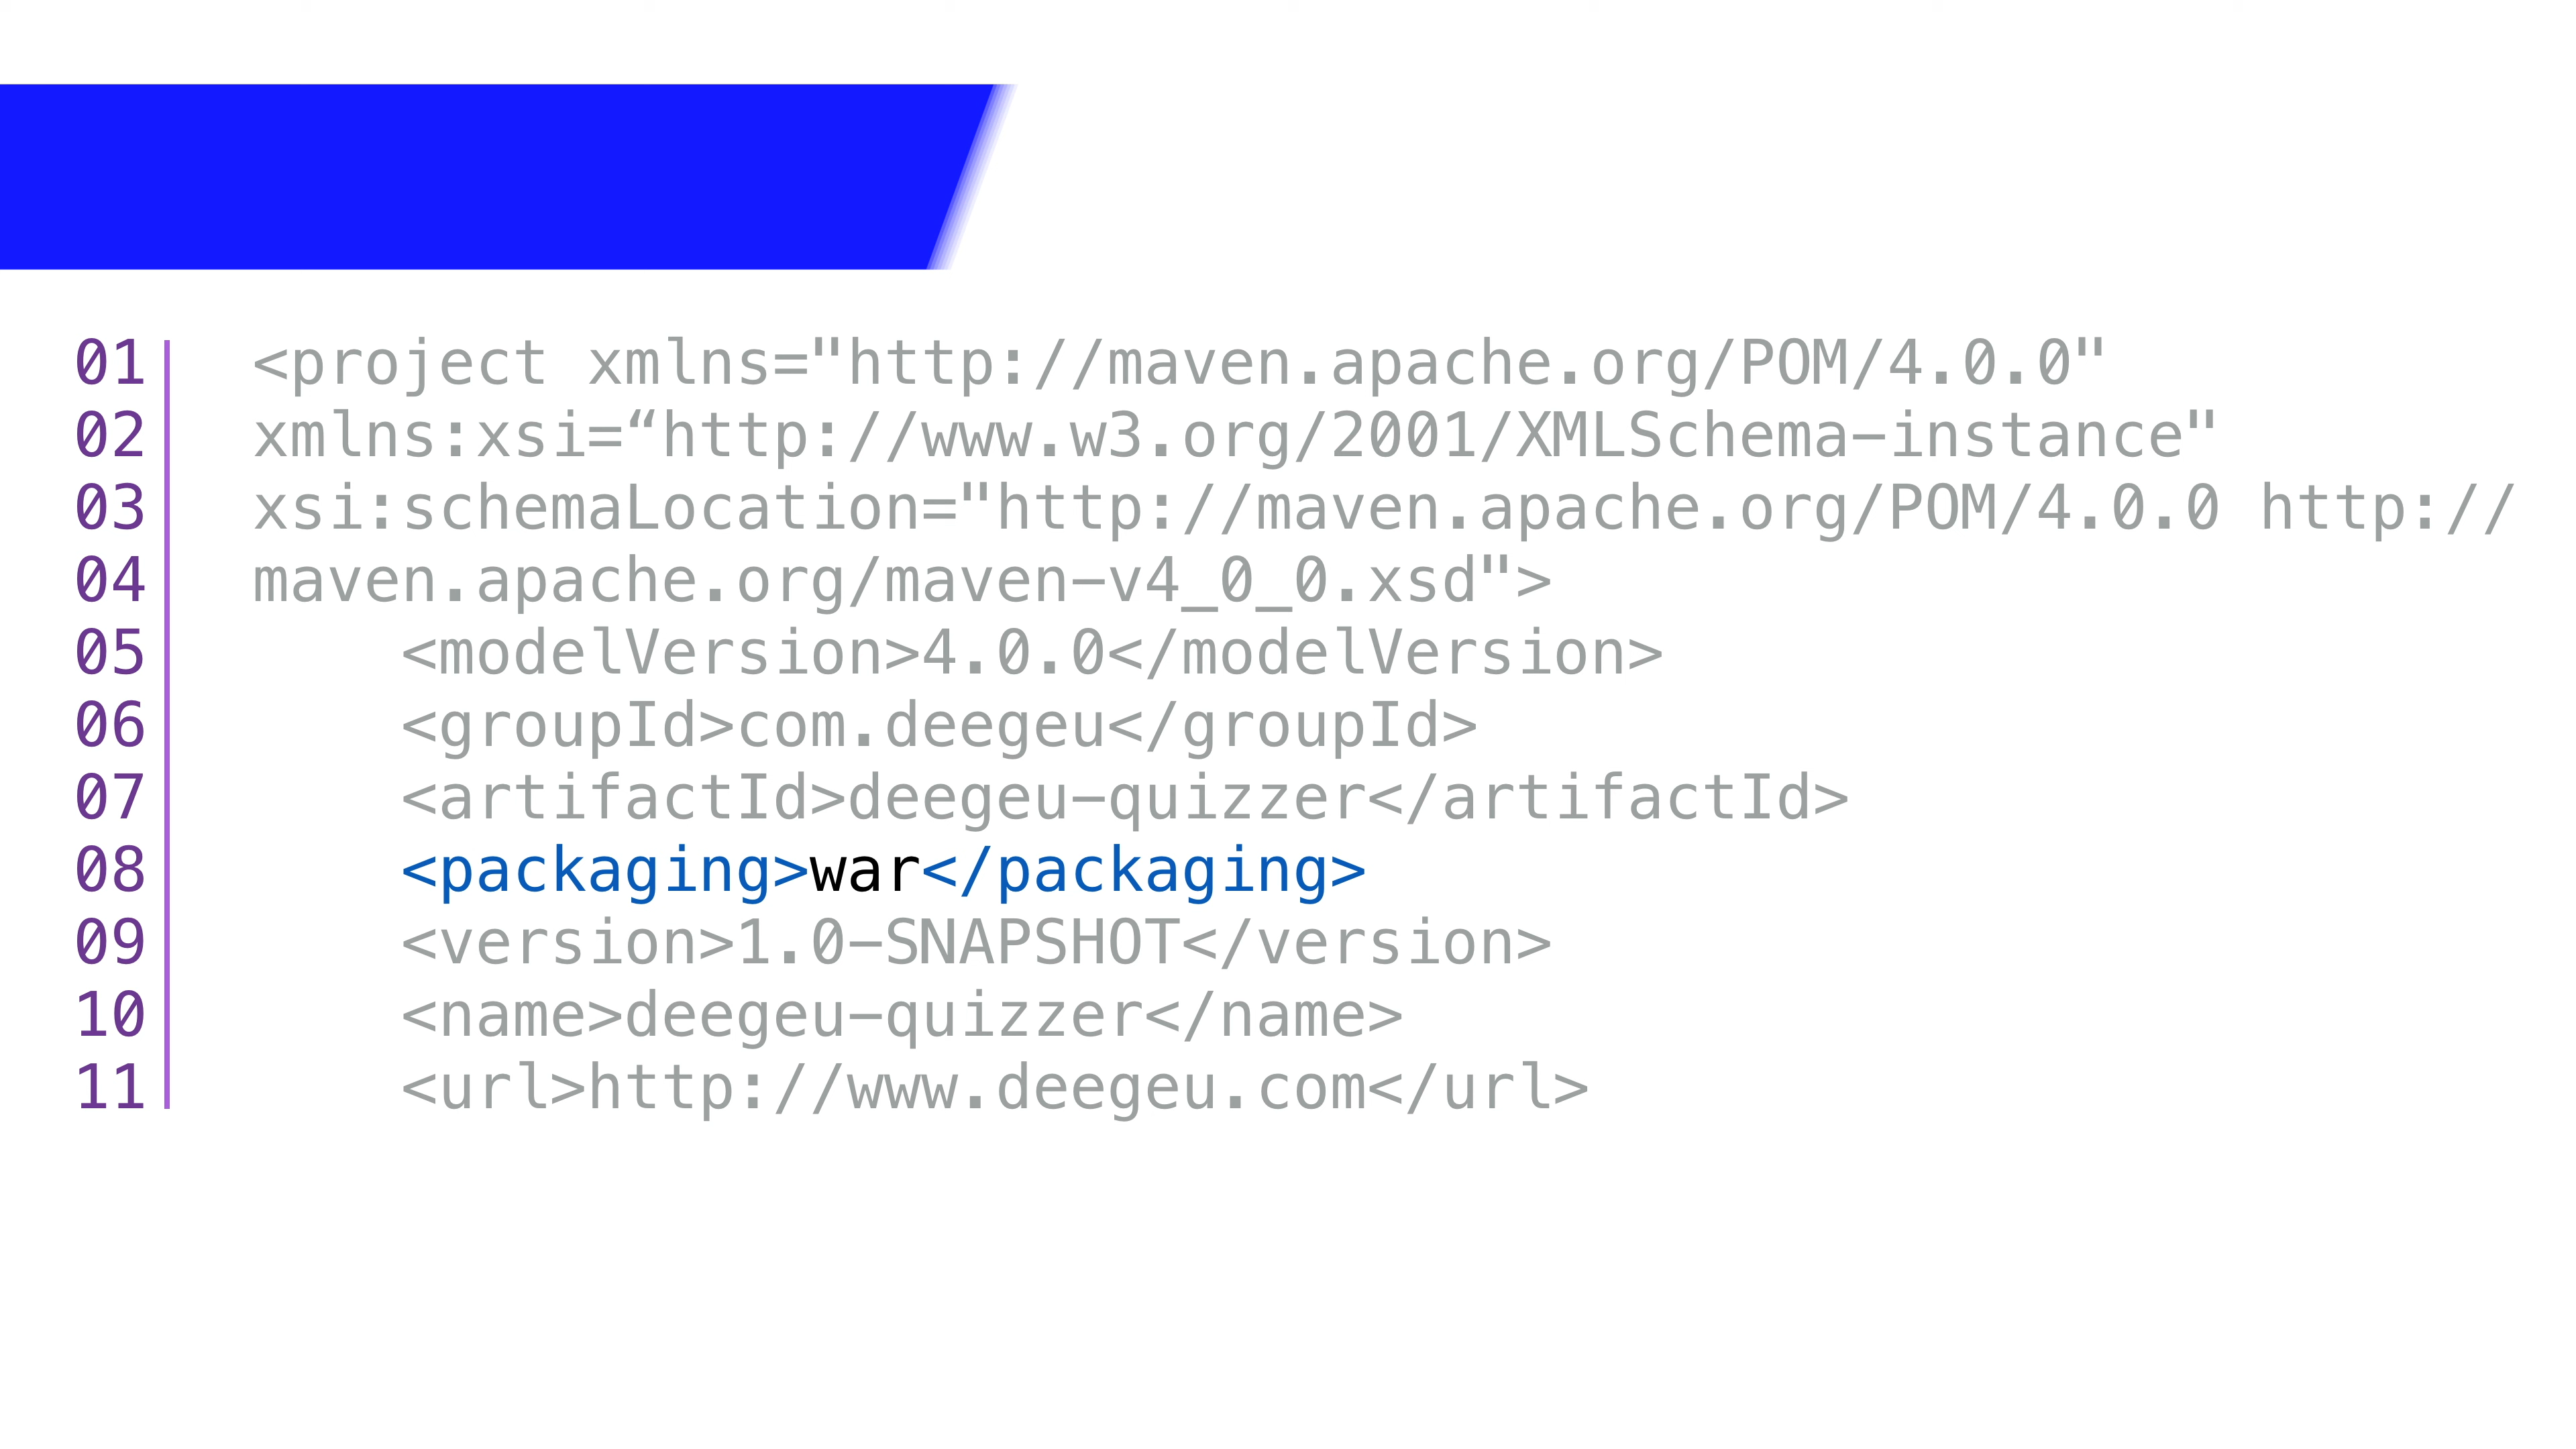 01 <project xmlns="http://maven.apache.org/POM/4.0.0"
02 xmlns:xsi=“http://www.w3.org/2001/XMLSchema-instance"
03 xsi:schemaLocation="http://maven.apache.org/POM/4.0.0 http://
04 maven.apache.org/maven-v4_0_0.xsd">
05 <modelVersion>4.0.0</modelVersion>
06 <groupId>com.deegeu</groupId>
07 <artifactId>deegeu-quizzer</artifactId>
08 <packaging>war</packaging>
09 <version>1.0-SNAPSHOT</version>
10 <name>deegeu-quizzer</name>
11 <url>http://www.deegeu.com</url>